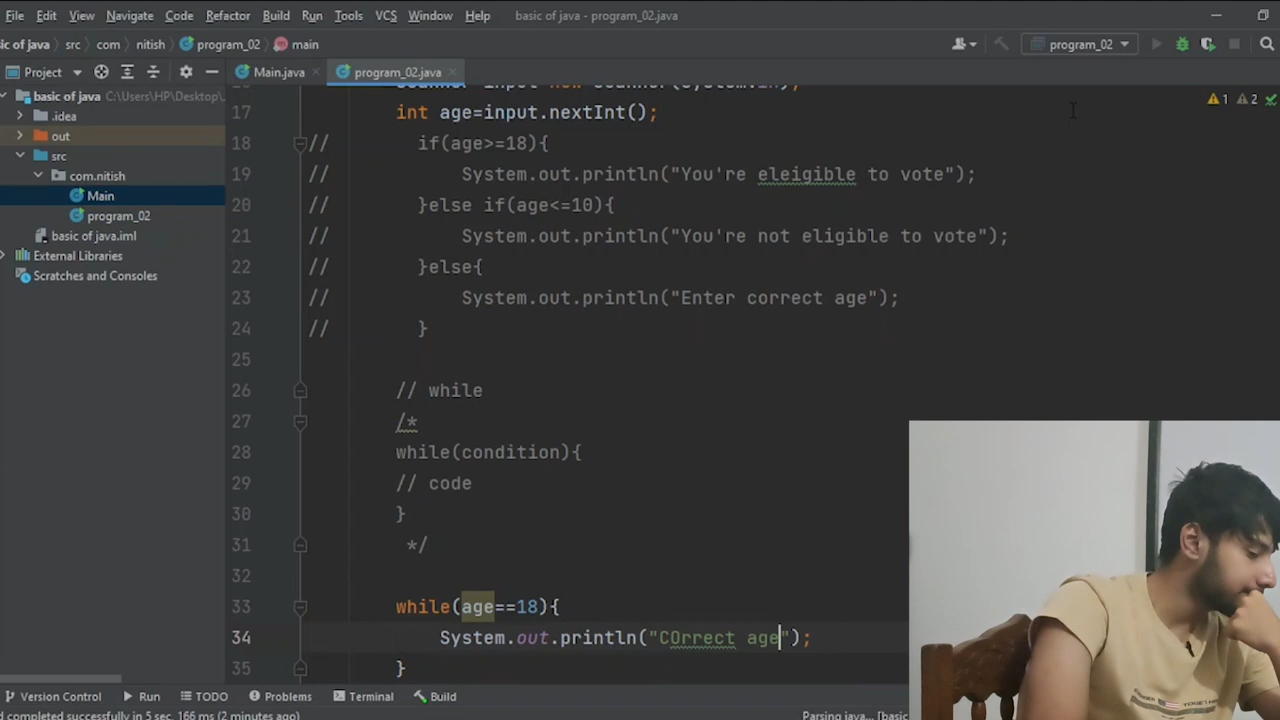 File Edit View Navigate Code Refactor Build Run Tools VCS Window Help basic of java - program_02.java
sic of java src com nitish program_02 main program_02
Project Main.java program_02.java
basic of java C:\Users\HP\Desktop\
.idea
out
src
com.nitish
Main
program_02
basic of java.iml
External Libraries
Scratches and Consoles
1 2
17 int age=input.nextInt();
18 // if(age>=18){
19 // System.out.println("You're eleigible to vote");
20 // }else if(age<=10){
21 // System.out.println("You're not eligible to vote");
22 // }else{
23 // System.out.println("Enter correct age");
24 // }
25
26 // while
27 /*
28 while(condition){
29 // code
30 }
31 */
32
33 while(age==18){
34 System.out.println("COrrect age");
35 }
Version Control Run TODO Problems Terminal Build
d completed successfully in 5 sec, 166 ms (2 minutes ago) Parsing java... [basic